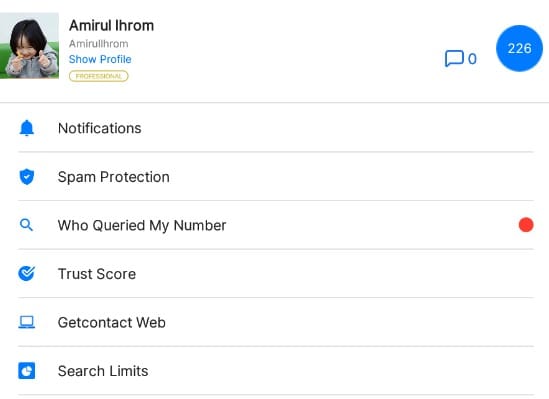 Amirul Ihrom
AmirulIhrom
Show Profile
PROFESSIONAL
0
226
Notifications
Spam Protection
Who Queried My Number
Trust Score
Getcontact Web
Search Limits